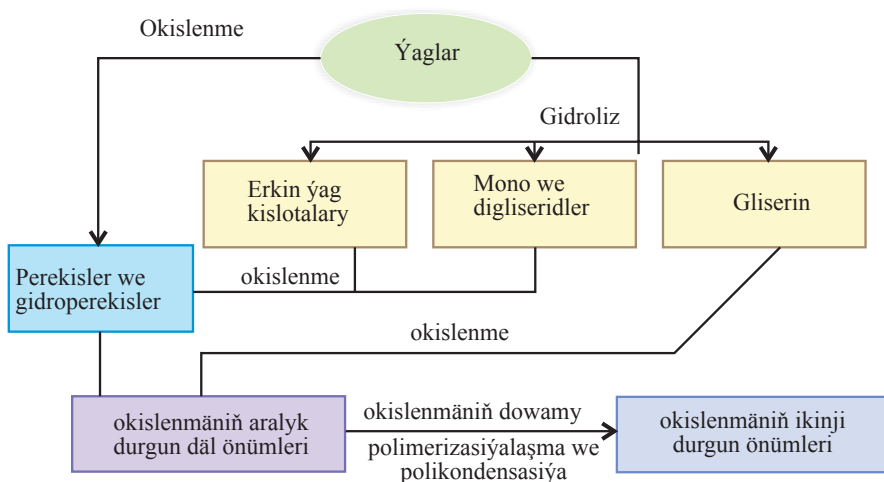 Okislenme
Ýaglar
Gidroliz
Erkin ýag
kislotalary
Mono we
digliseridler
Gliserin
Perekisler we
gidroperekisler
okislenme
okislenme
okislenmäniň aralyk
durgun däl önümleri
okislenmäniň dowamy
polimerizasiýalaşma we
polikondensasiýa
okislenmäniň ikinji
durgun önümleri